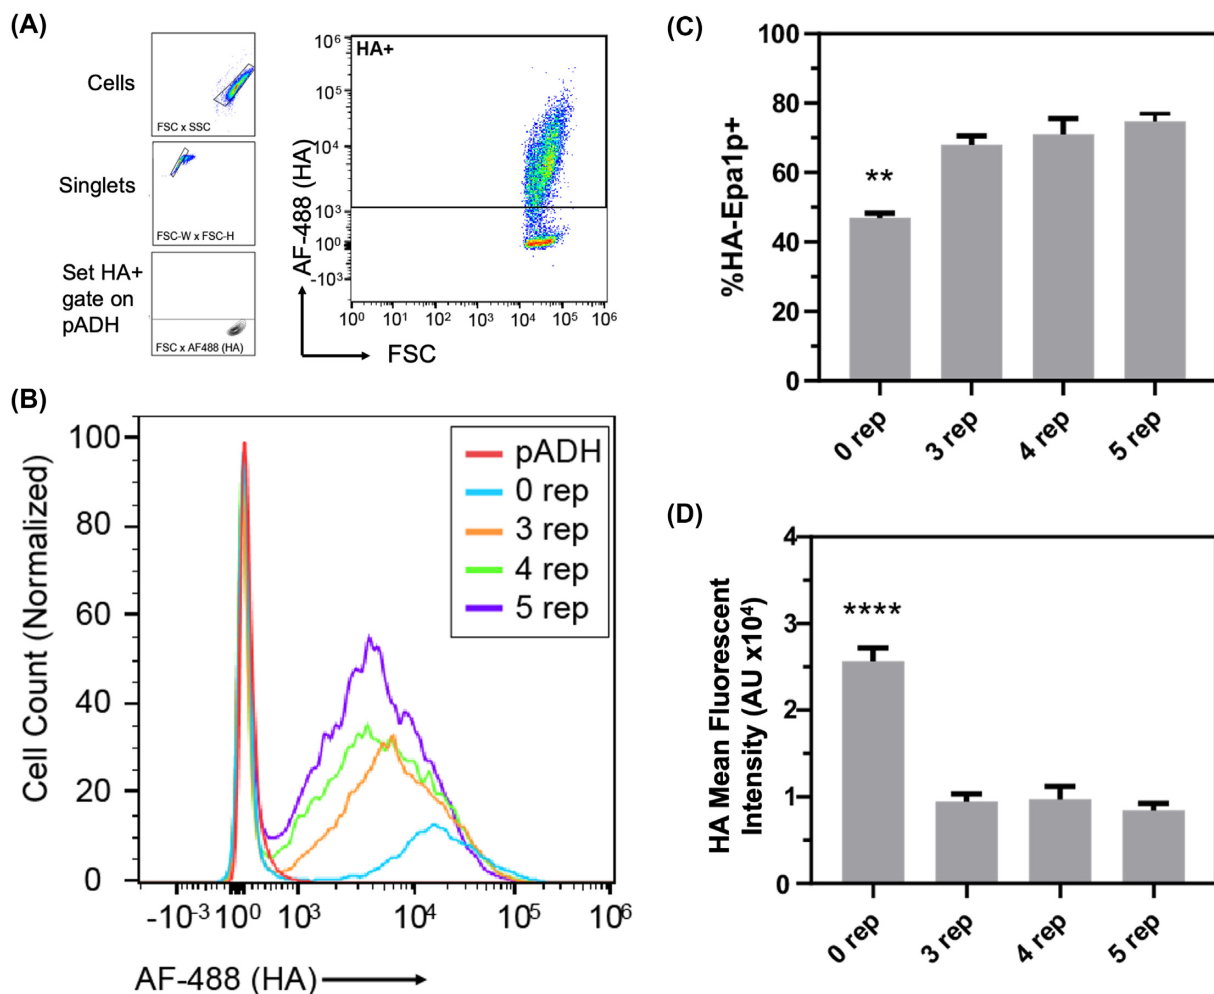 (A)
Cells
FSC x SSC
Singlets
FSC-W x FSC-H
Set HA+
gate on
pADH
FSC x AF488 (HA)
HA+
10⁶
10⁵
10⁴
10³
10⁰
-10³
AF-488 (HA)
10⁰ 10¹ 10² 10³ 10⁴ 10⁵ 10⁶
FSC
(B)
100
80
60
40
20
0
Cell Count (Normalized)
pADH
0 rep
3 rep
4 rep
5 rep
-10⁻³ 10⁰ 10³ 10⁴ 10⁵ 10⁶
AF-488 (HA)
(C)
100
80
60
40
20
0
%HA-Epa1p+
**
0 rep
3 rep
4 rep
5 rep
(D)
4
3
2
1
0
HA Mean Fluorescent
Intensity (AU x10⁴)
****
0 rep
3 rep
4 rep
5 rep